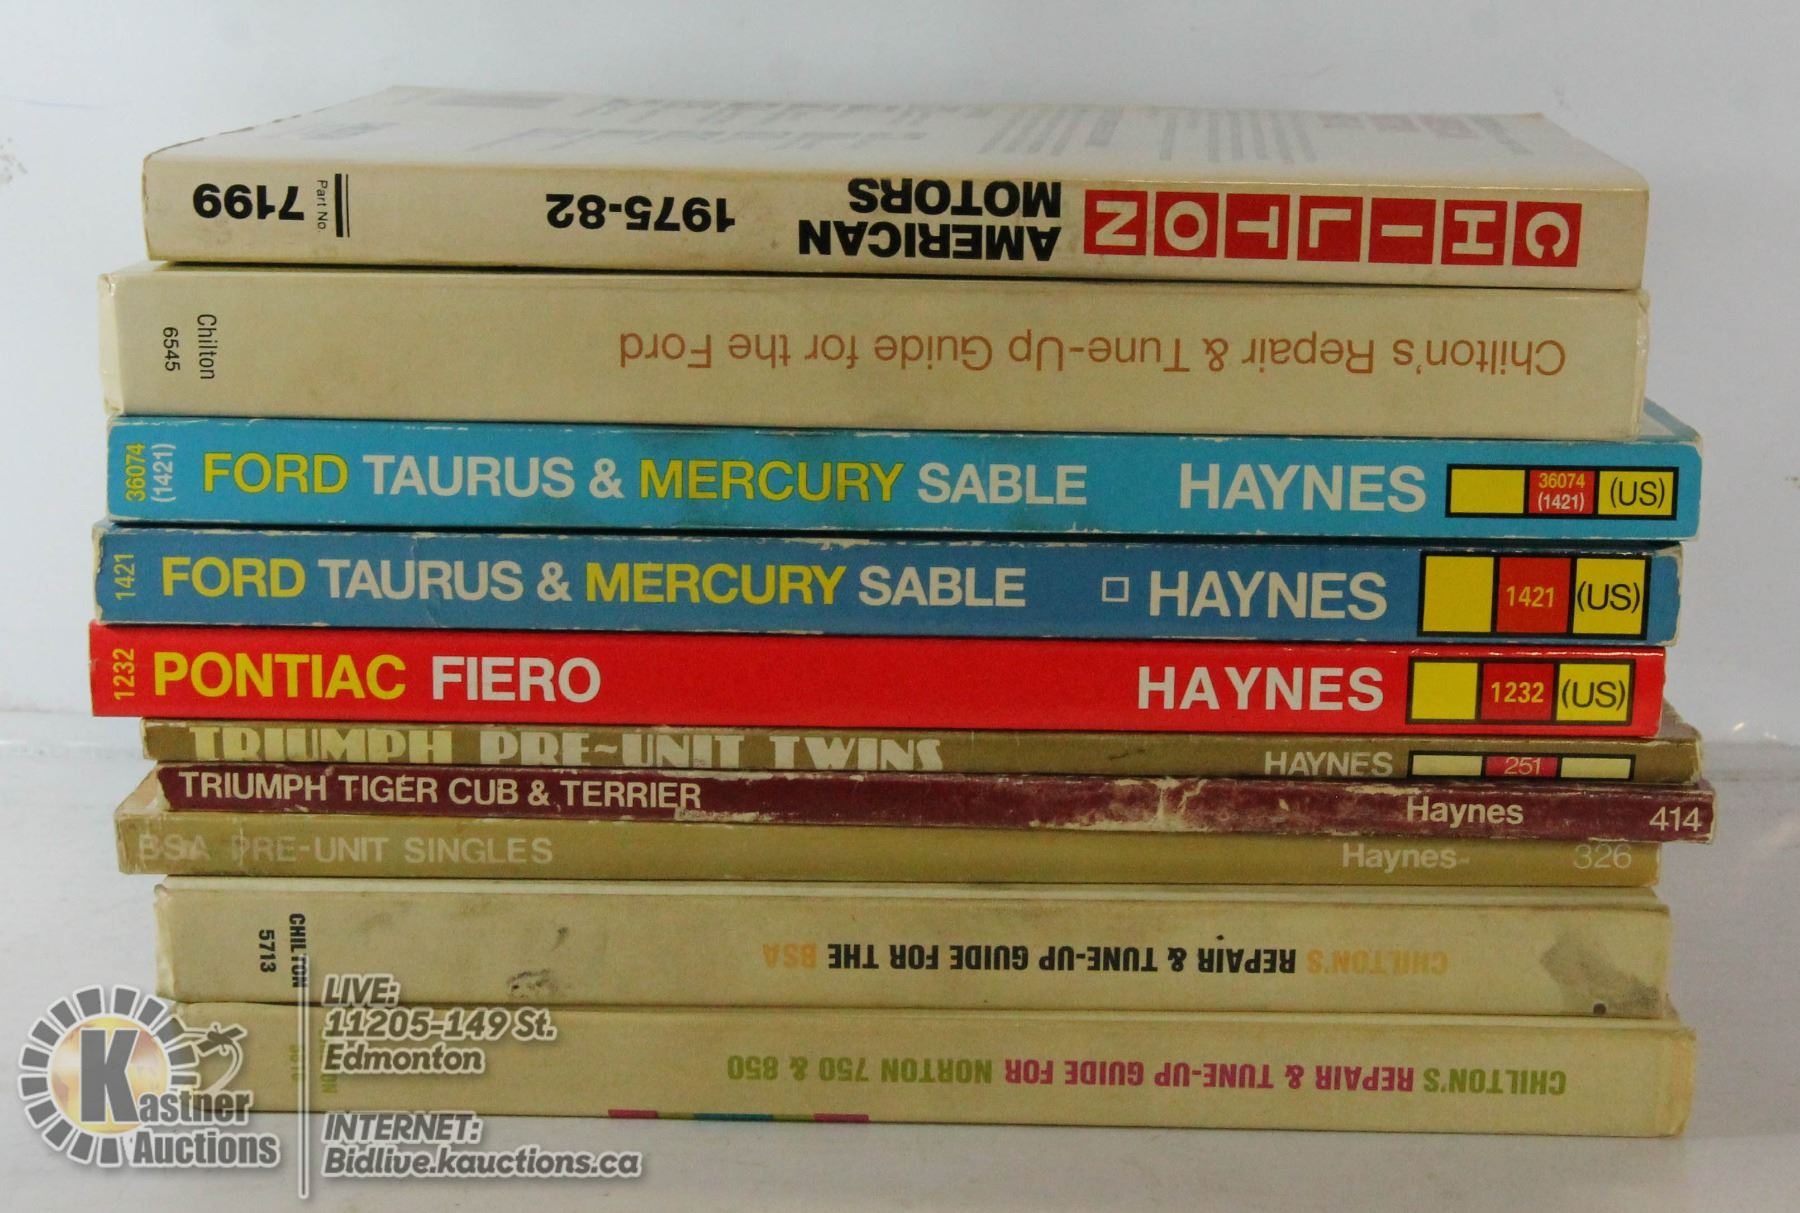 CHILTON AMERICAN MOTORS 1975-82 Part No. 7199
Chilton's Repair & Tune-Up Guide for the Ford
Chilton
6545
36074
(1421)
FORD TAURUS & MERCURY SABLE HAYNES
36074
(1421)
(US)
1421 FORD TAURUS & MERCURY SABLE HAYNES 1421 (US)
1232 PONTIAC FIERO HAYNES 1232 (US)
TRIUMPH PRE-UNIT TWINS HAYNES 251
TRIUMPH TIGER CUB & TERRIER Haynes 414
BSA PRE-UNIT SINGLES Haynes 326
CHILTON'S REPAIR & TUNE-UP GUIDE FOR THE BSA
CHILTON
5713
CHILTON'S REPAIR & TUNE-UP GUIDE FOR NORTON 750 & 850
Kastner
Auctions
LIVE:
11205-149 St.
Edmonton
INTERNET:
Bidlive.kauctions.ca